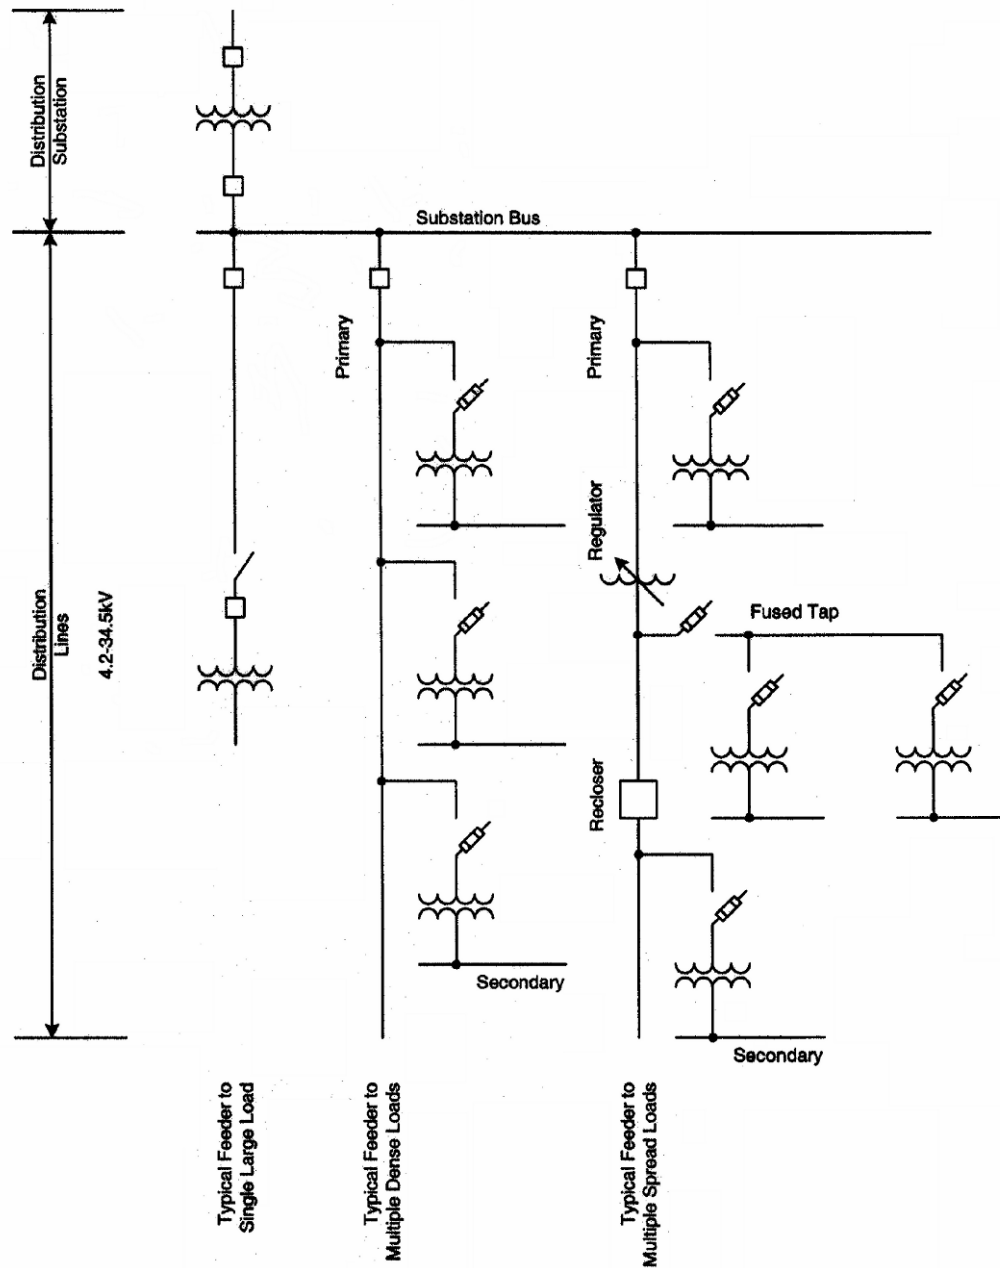 Distribution
Substation
Substation Bus
Distribution
Lines
4.2-34.5kV
Primary
Primary
Regulator
Fused Tap
Recloser
Secondary
Secondary
Typical Feeder to
Single Large Load
Typical Feeder to
Multiple Dense Loads
Typical Feeder to
Multiple Spread Loads